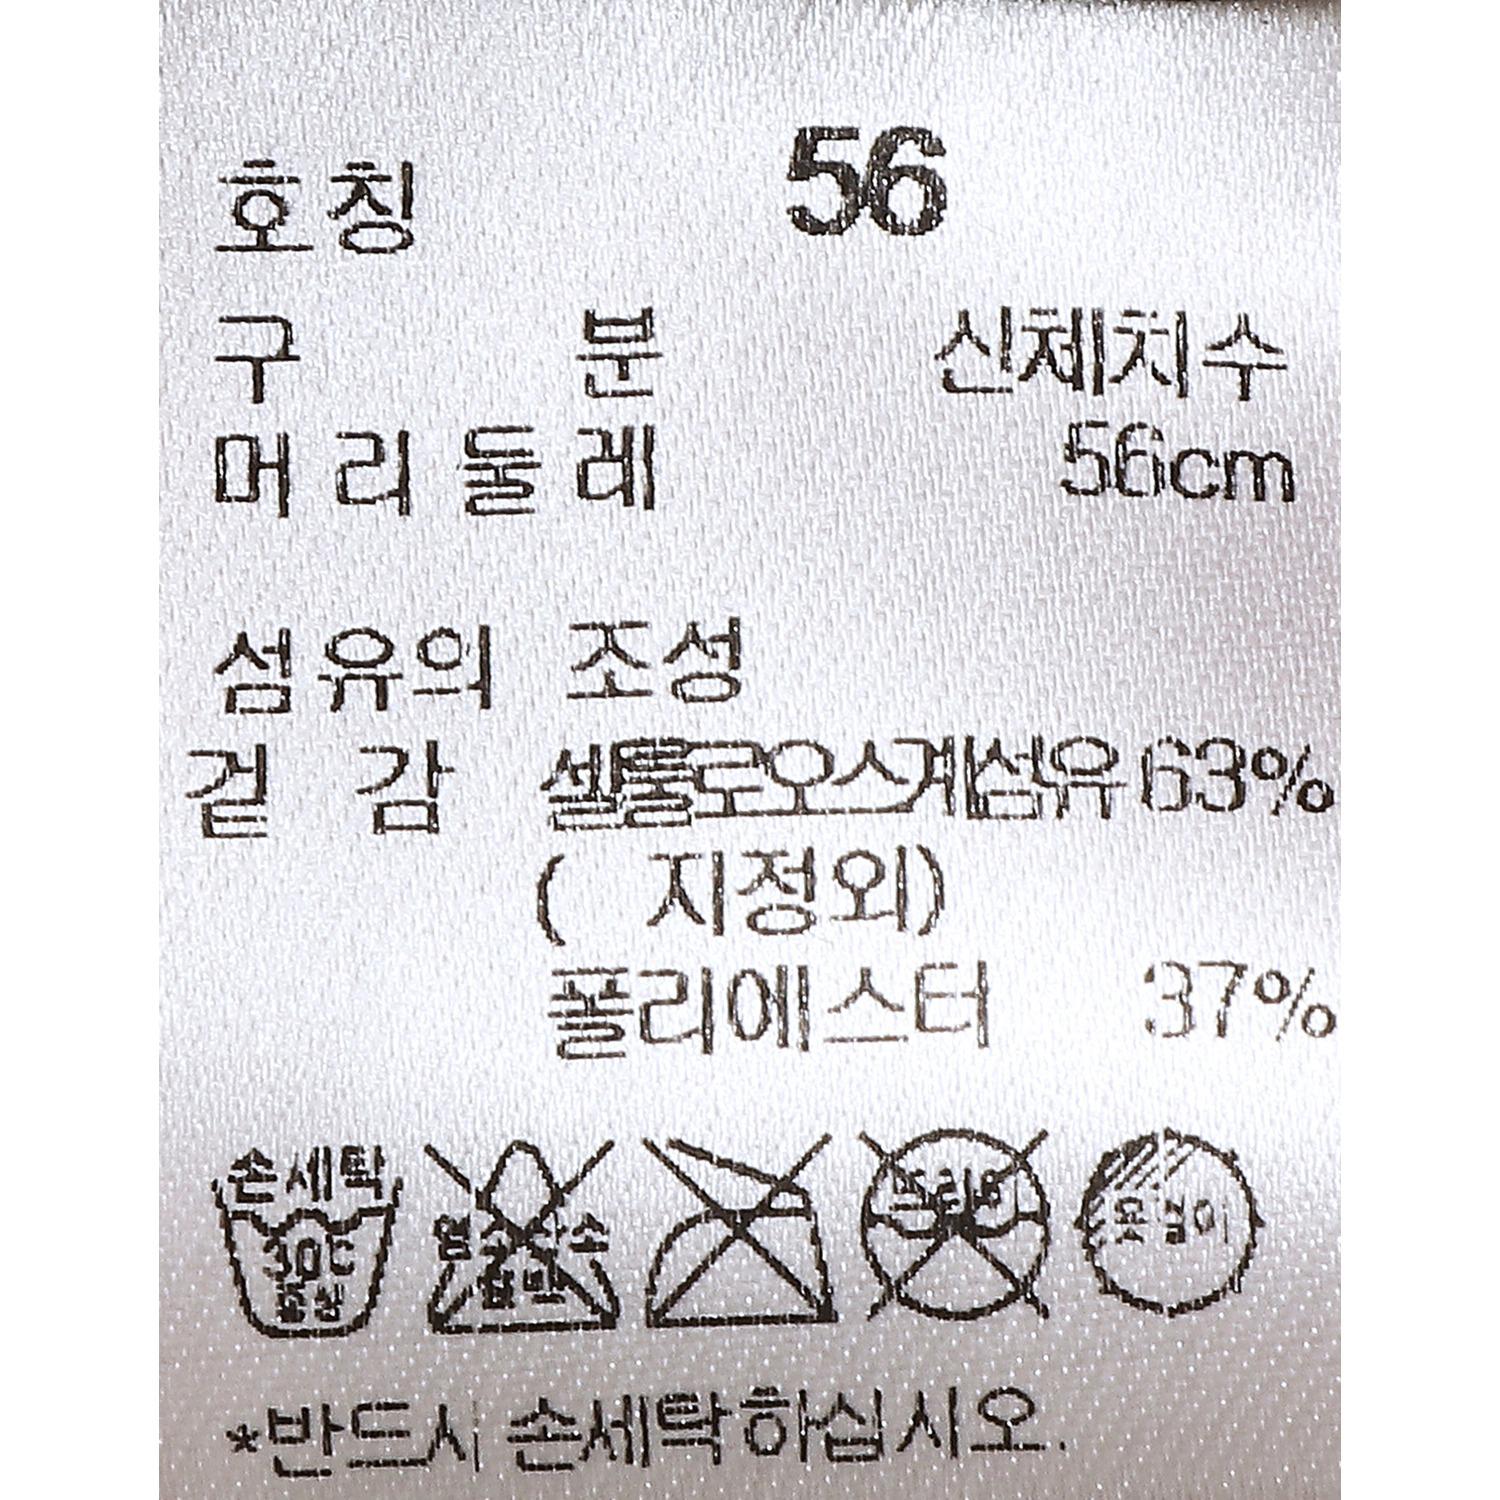 호칭 56
구 분 신체치수
머리둘레 56cm
섬유의 조성
겉 감 셀룰로오스계섬유 63%
( 지정외)
폴리에스터 37%
손세탁 염소산소 드라이 옷걸이
30℃ 표백
중성
*반드시 손세탁하십시오.